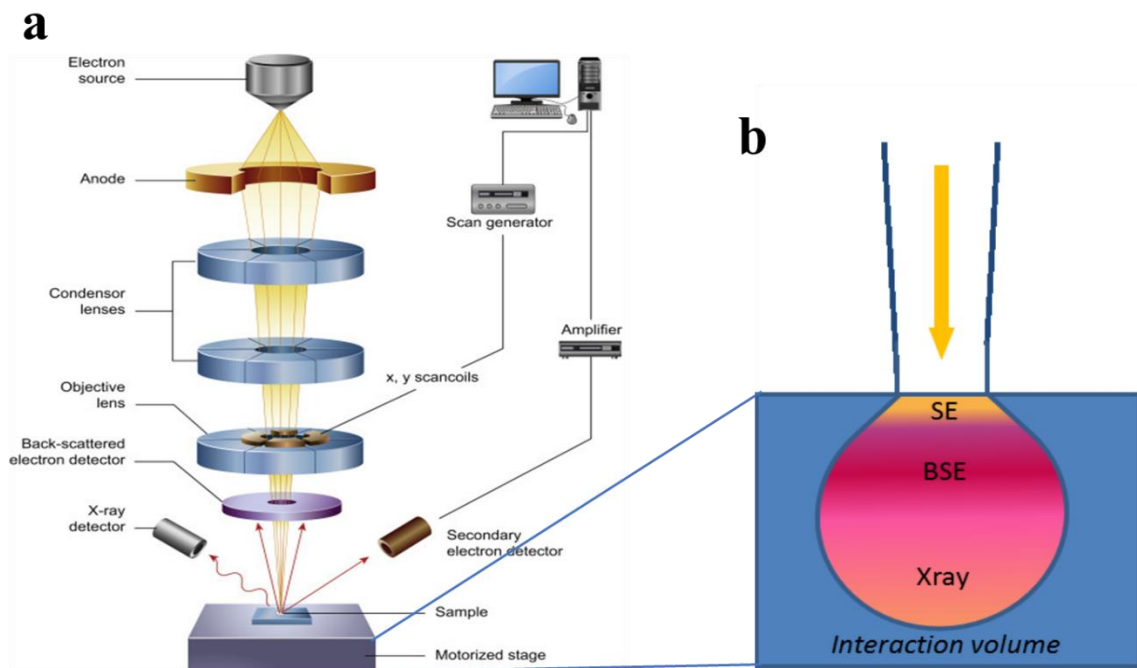 a
Electron
source
Anode
Scan generator
Condensor
lenses
Amplifier
x, y scancoils
Objective
lens
Back-scattered
electron detector
X-ray
detector
Secondary
electron detector
Sample
Motorized stage
b
SE
BSE
Xray
Interaction volume